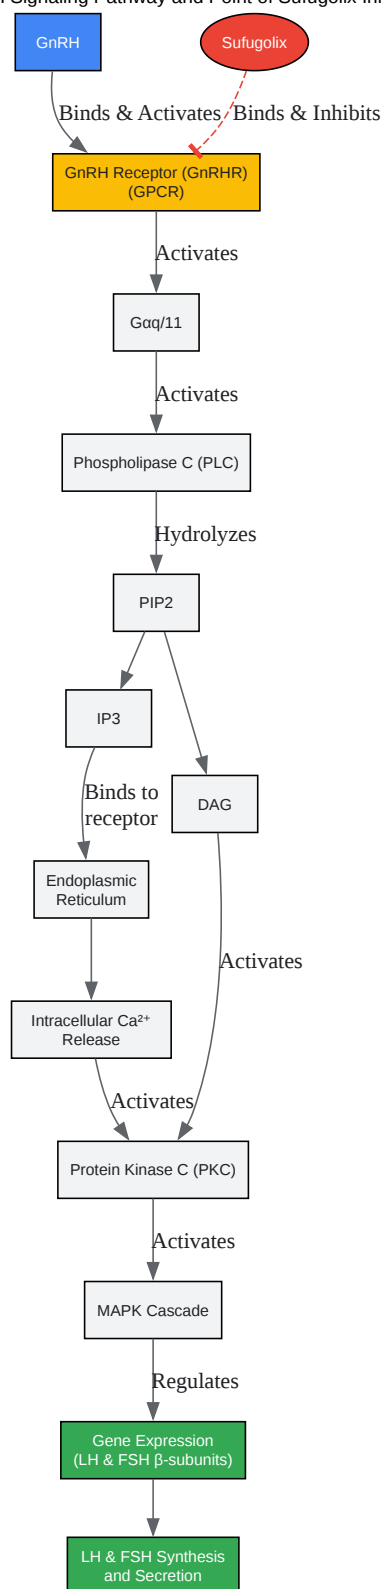 Signaling Pathway and Point of Sufugolix
GnRH
Sufugolix
Binds & Activates
Binds & Inhibits
GnRH Receptor (GnRHR)
(GPCR)
Activates
Gαq/11
Activates
Phospholipase C (PLC)
Hydrolyzes
PIP2
IP3
DAG
Binds to
receptor
Endoplasmic
Reticulum
Activates
Intracellular Ca²⁺
Release
Activates
Protein Kinase C (PKC)
Activates
MAPK Cascade
Regulates
Gene Expression
(LH & FSH β-subunits)
LH & FSH Synthesis
and Secretion